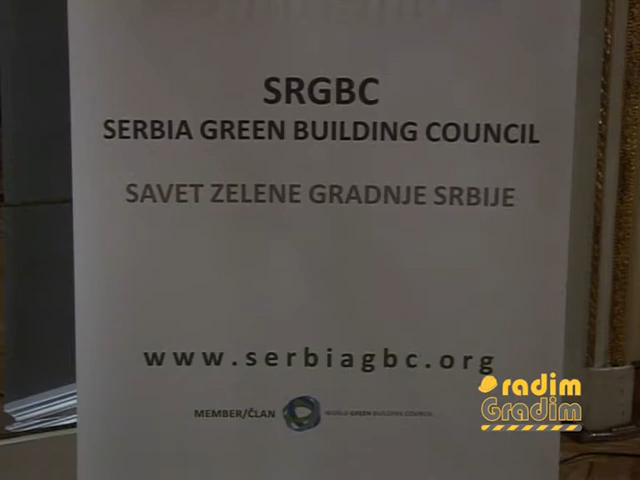 SRGBC
SERBIA GREEN BUILDING COUNCIL
SAVET ZELENE GRADNJE SRBIJE
www.serbiagbc.org
MEMBER/ČLAN WORLD GREEN BUILDING COUNCIL
radim
Gradim